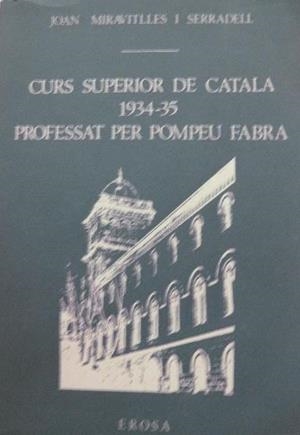 JOAN MIRAVITLLES I SERRADELL
CURS SUPERIOR DE CATALA
1934-35
PROFESSAT PER POMPEU FABRA
EROSA